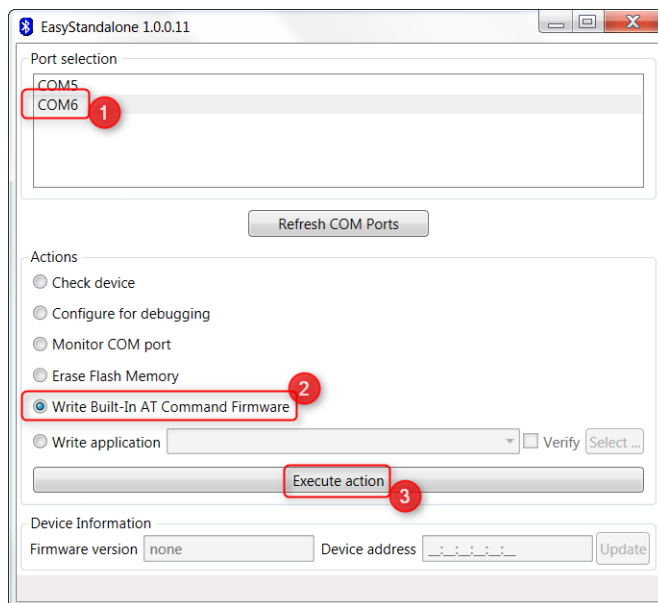 EasyStandalone 1.0.0.11
Port selection
COM5
COM6
1
Refresh COM Ports
Actions
Check device
Configure for debugging
Monitor COM port
Erase Flash Memory
2
Write Built-In AT Command Firmware
Write application Verify Select ...
Execute action
3
Device Information
Firmware version none Device address __:__:__:__:__:__ Update